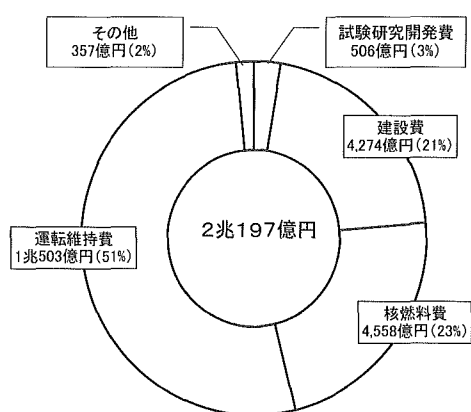 その他
357億円(2%)
試験研究開発費
506億円(3%)
建設費
4,274億円(21%)
2兆197億円
運転維持費
1兆503億円(51%)
核燃料費
4,558億円(23%)